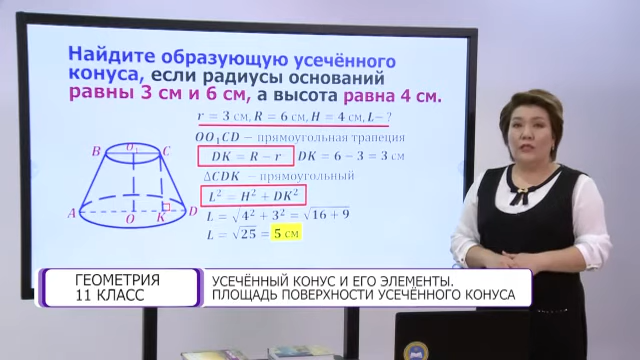 Найдите образующую усечённого
конуса, если радиусы оснований
равны 3 см и 6 см, а высота равна 4 см.
r = 3 см, R = 6 см, H = 4 см, L − ?
OO₁CD − прямоугольная трапеция
DK = R − r DK = 6 − 3 = 3 см
ΔCDK − прямоугольный
L² = H² + DK²
L = √4² + 3² = √16 + 9
L = √25 = 5 см
B O₁ C
A O K D
ГЕОМЕТРИЯ
11 КЛАСС
УСЕЧЁННЫЙ КОНУС И ЕГО ЭЛЕМЕНТЫ.
ПЛОЩАДЬ ПОВЕРХНОСТИ УСЕЧЁННОГО КОНУСА